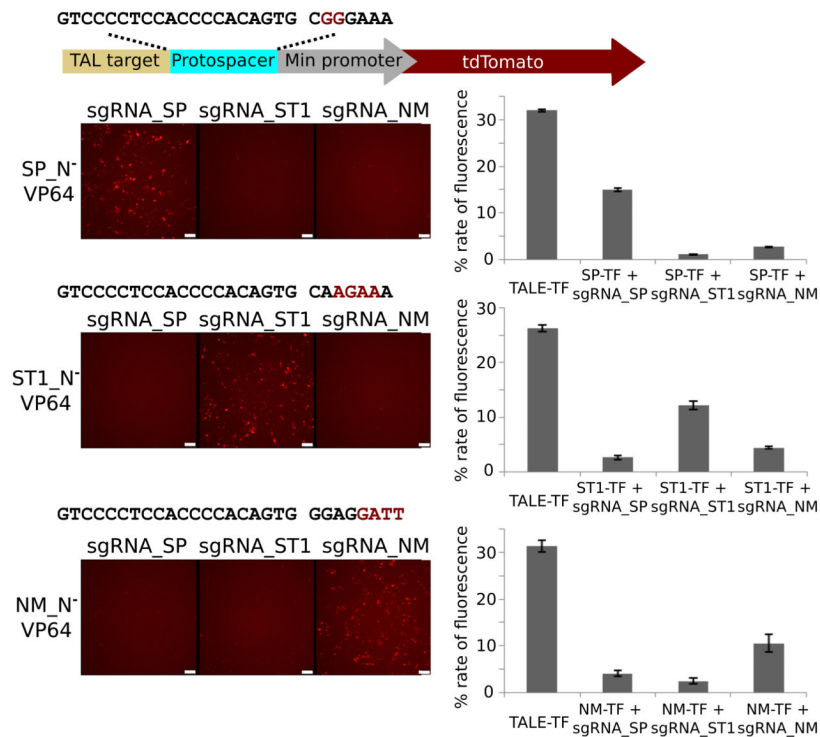 GTCCCCTCCACCCCACAGTG CGGGAAA
TAL target Protospacer Min promoter tdTomato
sgRNA_SP sgRNA_ST1 sgRNA_NM
SP_N-
VP64
% rate of fluorescence
30
20
10
0
TALE-TF
SP-TF + SP-TF + SP-TF +
sgRNA_SP sgRNA_ST1 sgRNA_NM
GTCCCCTCCACCCCACAGTG CAAGAAA
sgRNA_SP sgRNA_ST1 sgRNA_NM
ST1_N-
VP64
% rate of fluorescence
30
20
10
0
TALE-TF
ST1-TF + ST1-TF + ST1-TF +
sgRNA_SP sgRNA_ST1 sgRNA_NM
GTCCCCTCCACCCCACAGTG GGAGGATT
sgRNA_SP sgRNA_ST1 sgRNA_NM
NM_N-
VP64
% rate of fluorescence
30
20
10
0
TALE-TF
NM-TF + NM-TF + NM-TF +
sgRNA_SP sgRNA_ST1 sgRNA_NM